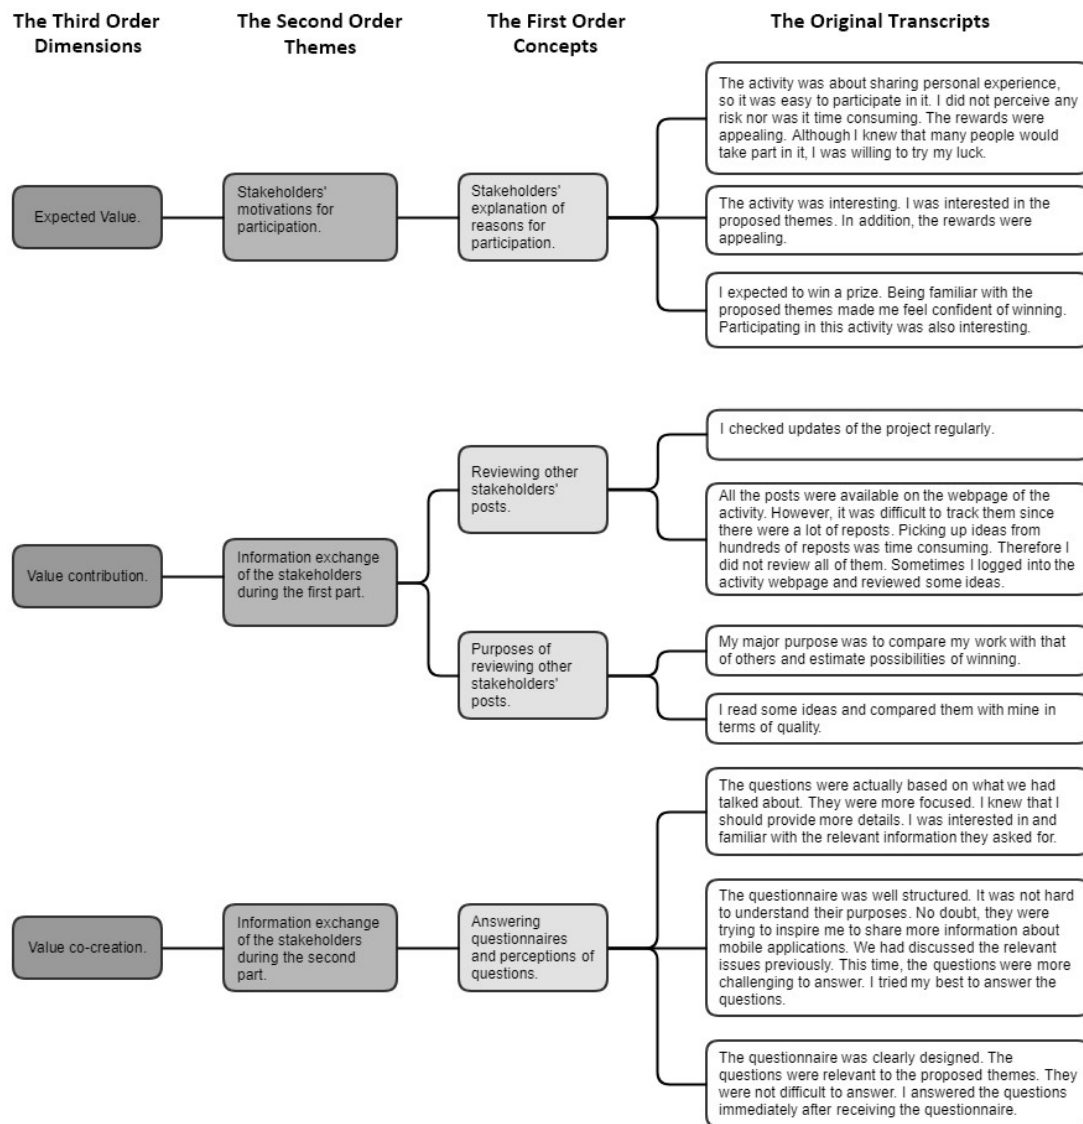 The Third Order
Dimensions
The Second Order
Themes
The First Order
Concepts
The Original Transcripts
Expected Value.
Stakeholders'
motivations for
participation.
Stakeholders'
explanation of
reasons for
participation.
The activity was about sharing personal experience,
so it was easy to participate in it. I did not perceive any
risk nor was it time consuming. The rewards were
appealing. Although I knew that many people would
take part in it, I was willing to try my luck.
The activity was interesting. I was interested in the
proposed themes. In addition, the rewards were
appealing.
I expected to win a prize. Being familiar with the
proposed themes made me feel confident of winning.
Participating in this activity was also interesting.
Value contribution.
Information exchange
of the stakeholders
during the first part.
Reviewing other
stakeholders'
posts.
I checked updates of the project regularly.
All the posts were available on the webpage of the
activity. However, it was difficult to track them since
there were a lot of reposts. Picking up ideas from
hundreds of reposts was time consuming. Therefore I
did not review all of them. Sometimes I logged into the
activity webpage and reviewed some ideas.
Purposes of
reviewing other
stakeholders'
posts.
My major purpose was to compare my work with that
of others and estimate possibilities of winning.
I read some ideas and compared them with mine in
terms of quality.
Value co-creation.
Information exchange
of the stakeholders
during the second
part.
Answering
questionnaires
and perceptions of
questions.
The questions were actually based on what we had
talked about. They were more focused. I knew that I
should provide more details. I was interested in and
familiar with the relevant information they asked for.
The questionnaire was well structured. It was not hard
to understand their purposes. No doubt, they were
trying to inspire me to share more information about
mobile applications. We had discussed the relevant
issues previously. This time, the questions were more
challenging to answer. I tried my best to answer the
questions.
The questionnaire was clearly designed. The
questions were relevant to the proposed themes. They
were not difficult to answer. I answered the questions
immediately after receiving the questionnaire.